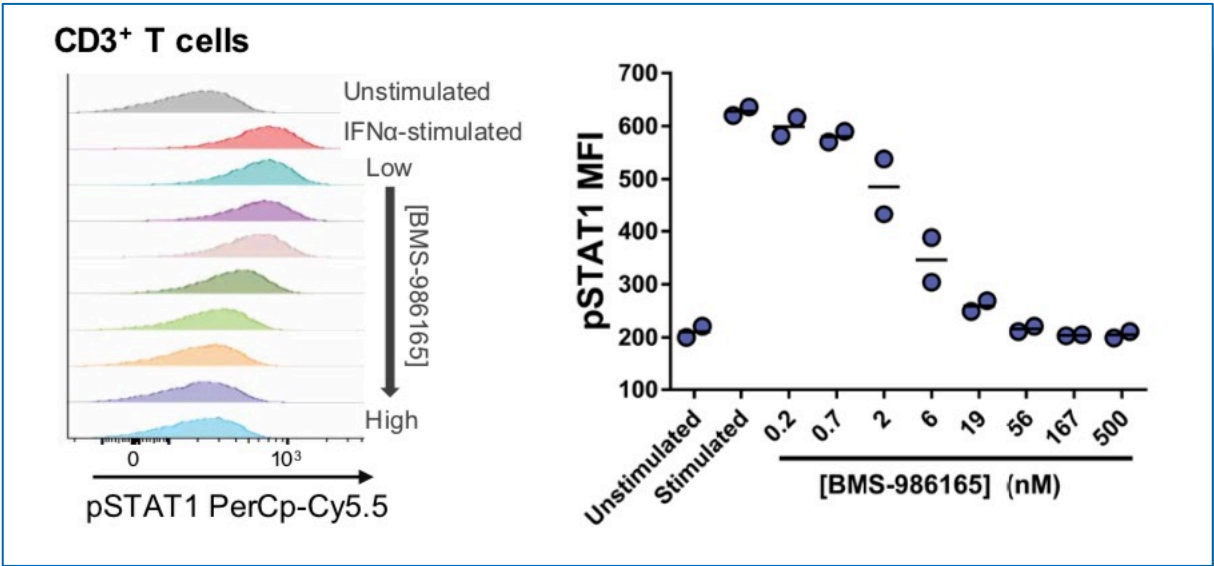 CD3⁺ T cells
Unstimulated
IFNα-stimulated
Low
[BMS-986165]
High
0
10³
pSTAT1 PerCp-Cy5.5
pSTAT1 MFI
700
600
500
400
300
200
100
Unstimulated
Stimulated
0.2
0.7
2
6
19
56
167
500
[BMS-986165] (nM)